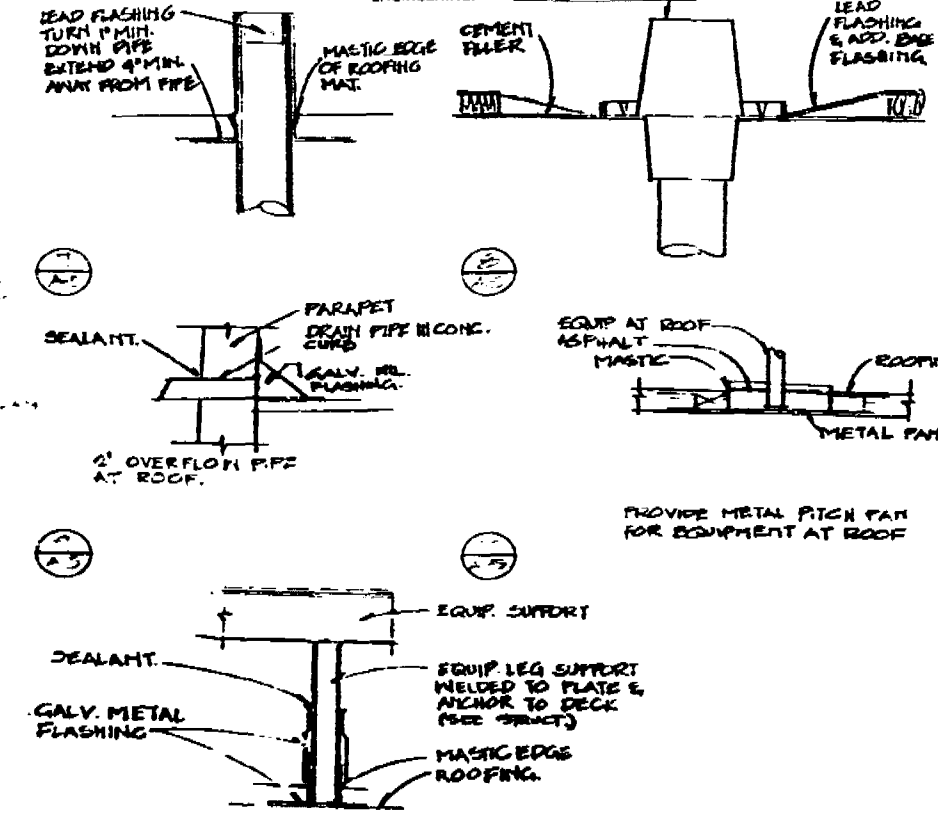 LEAD FLASHING
TURN 1" MIN.
DOWN PIPE
EXTEND 4" MIN.
AWAY FROM PIPE
MASTIC EDGE
OF ROOFING
MAT.
CEMENT
FILLER
LEAD
FLASHING
& ADD. BASE
FLASHING
SEALANT.
PARAPET
DRAIN PIPE IN CONC.
CURB
GALV. MTL.
FLASHING.
2" OVERFLOW PIPE
AT ROOF.
EQUIP AT ROOF
ASPHALT
MASTIC
ROOFIN
METAL PAN
PROVIDE METAL PITCH PAN
FOR EQUIPMENT AT ROOF
A5
EQUIP. SUPPORT
SEALANT.
EQUIP. LEG SUPPORT
WELDED TO PLATE &
ANCHOR TO DECK
(SEE STRUCT.)
GALV. METAL
FLASHING
MASTIC EDGE
ROOFING.